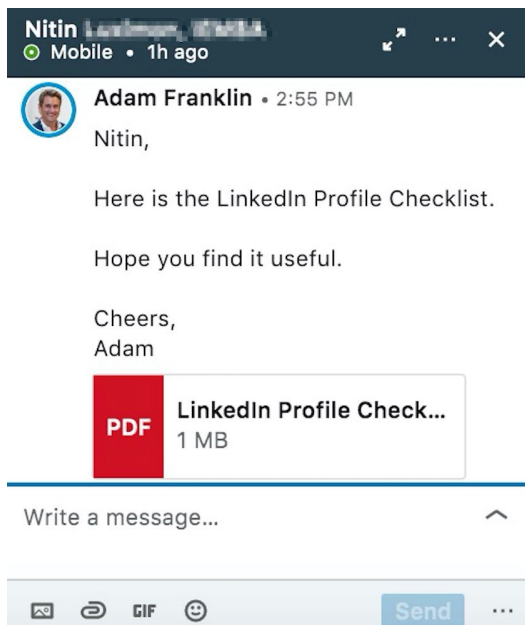 Nitin
Mobile • 1h ago
Adam Franklin • 2:55 PM
Nitin,
Here is the LinkedIn Profile Checklist.
Hope you find it useful.
Cheers,
Adam
PDF
LinkedIn Profile Check...
1 MB
Write a message...
GIF
Send